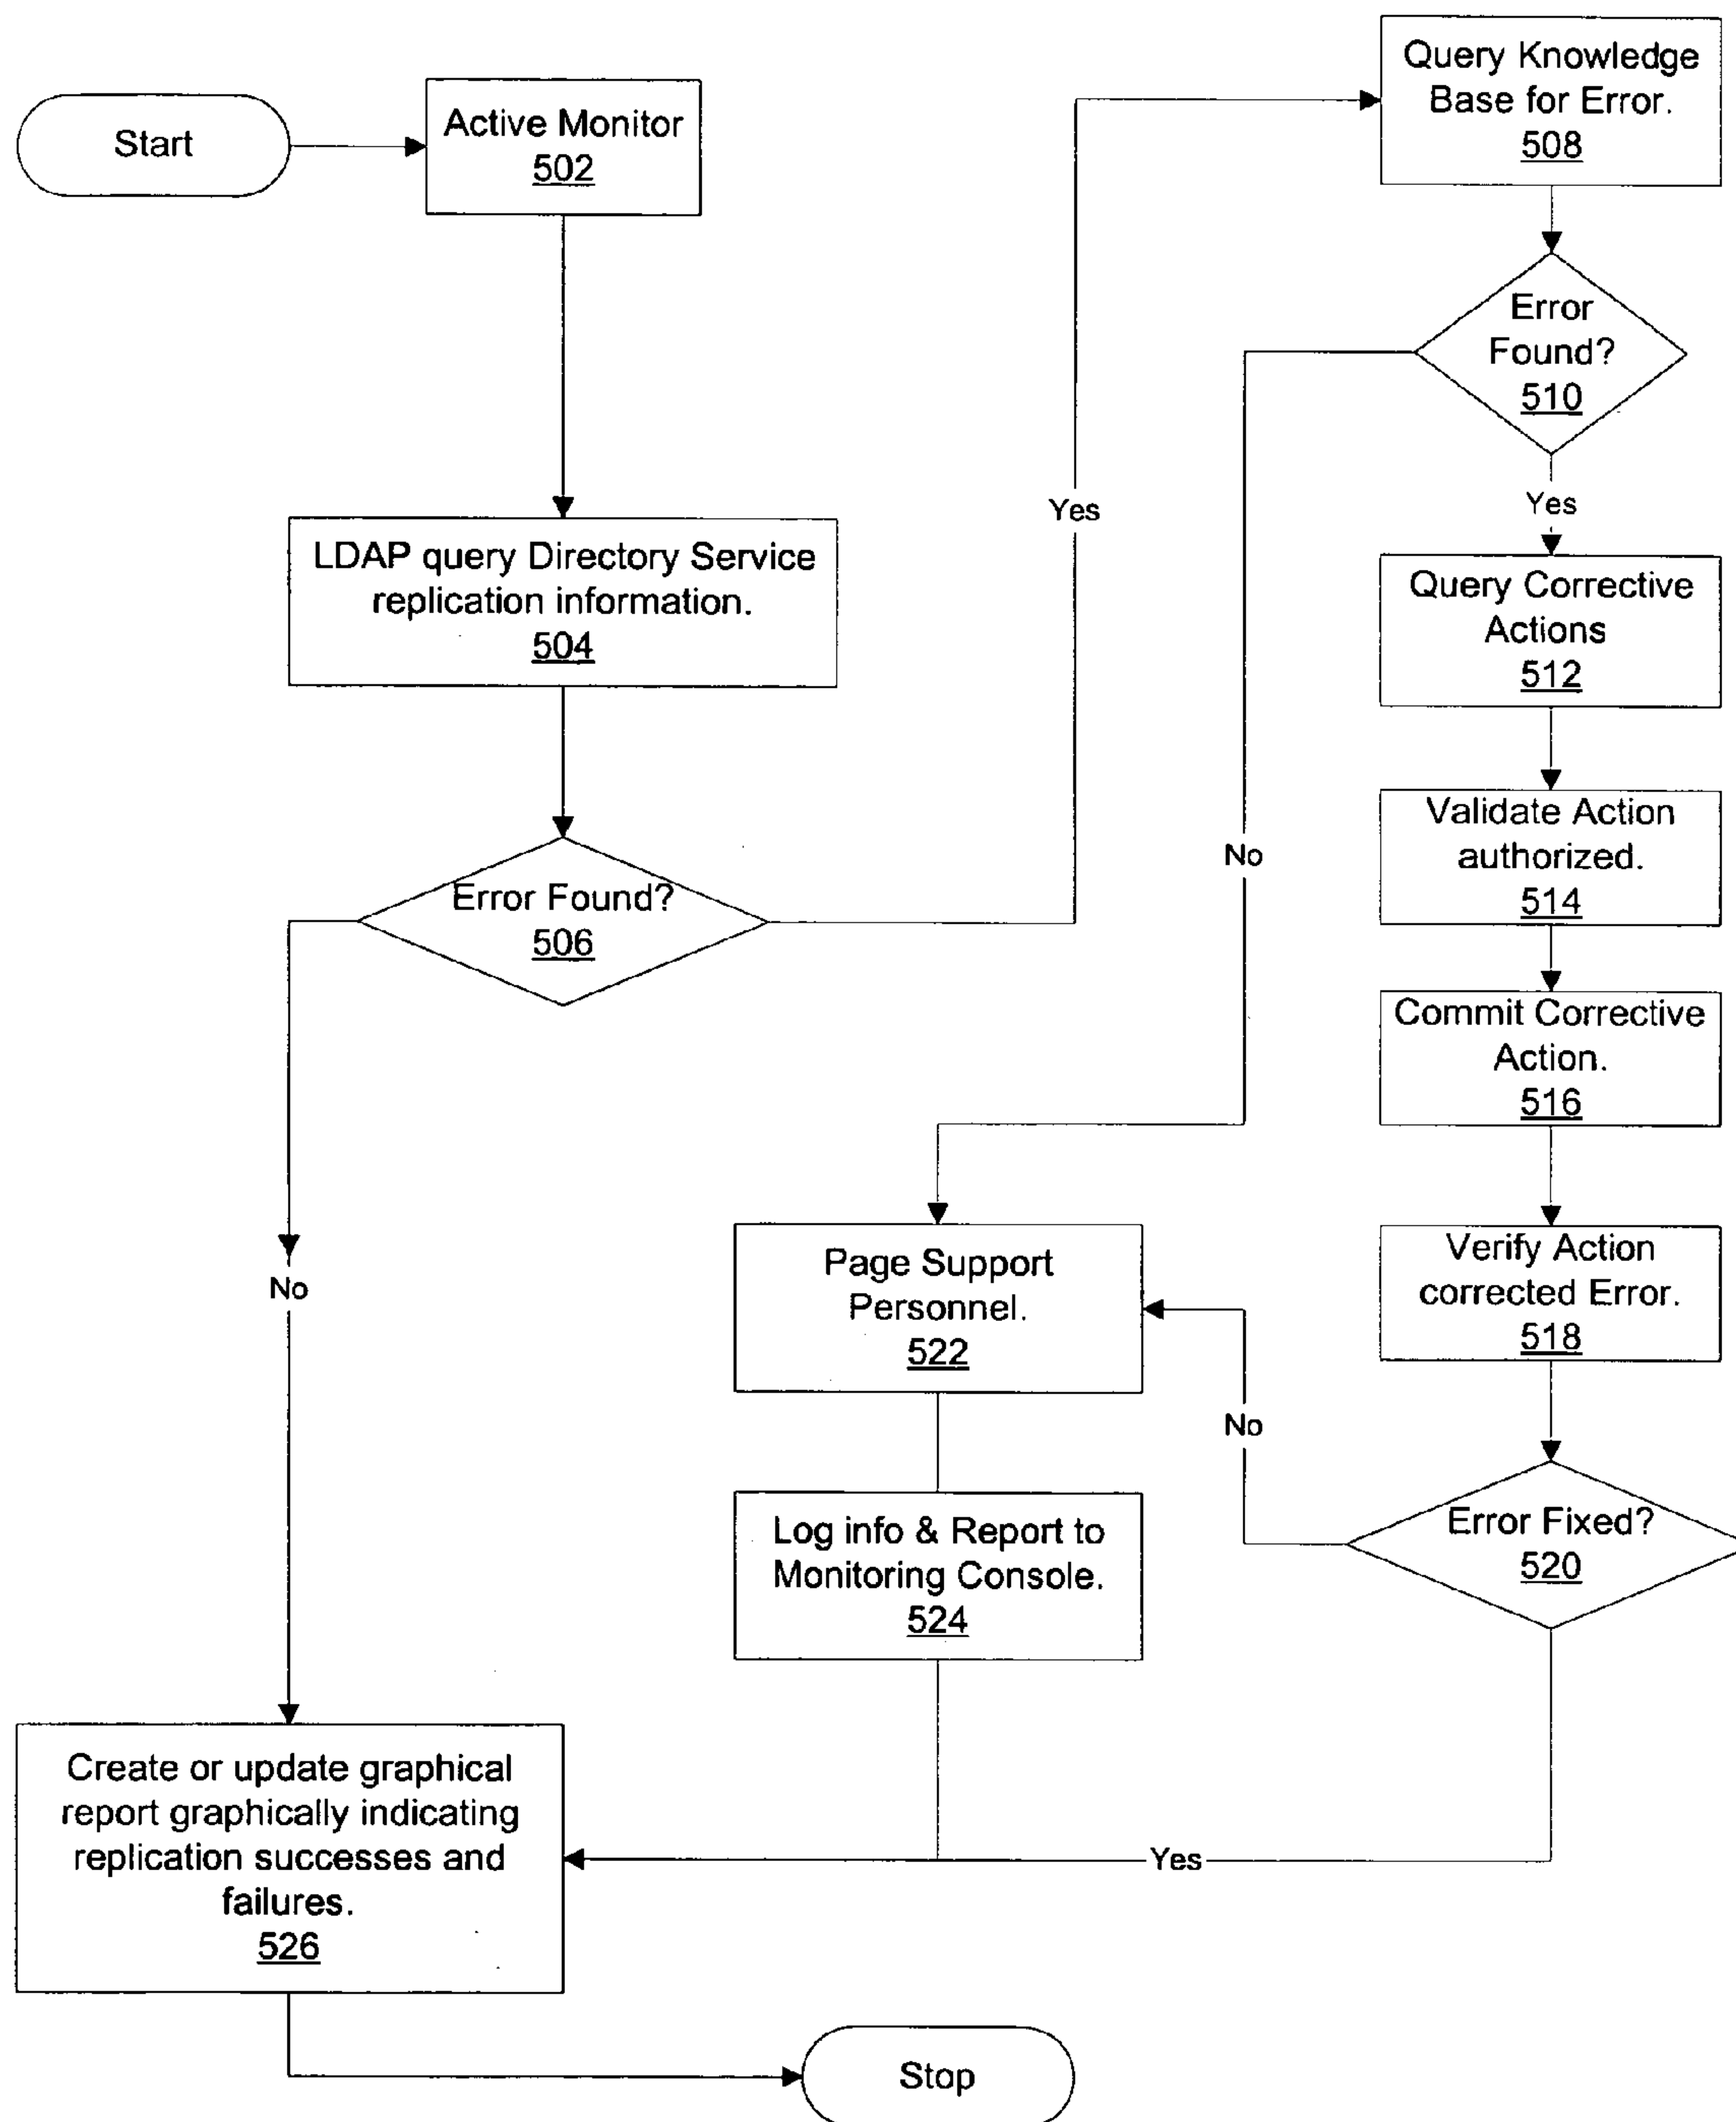 Start
Active Monitor
502
LDAP query Directory Service
replication information.
504
Error Found?
506
Yes
No
Query Knowledge
Base for Error.
508
Error
Found?
510
Yes
No
Query Corrective
Actions
512
Validate Action
authorized.
514
Commit Corrective
Action.
516
Verify Action
corrected Error.
518
Error Fixed?
520
No
Yes
Page Support
Personnel.
522
Log info & Report to
Monitoring Console.
524
Create or update graphical
report graphically indicating
replication successes and
failures.
526
Stop